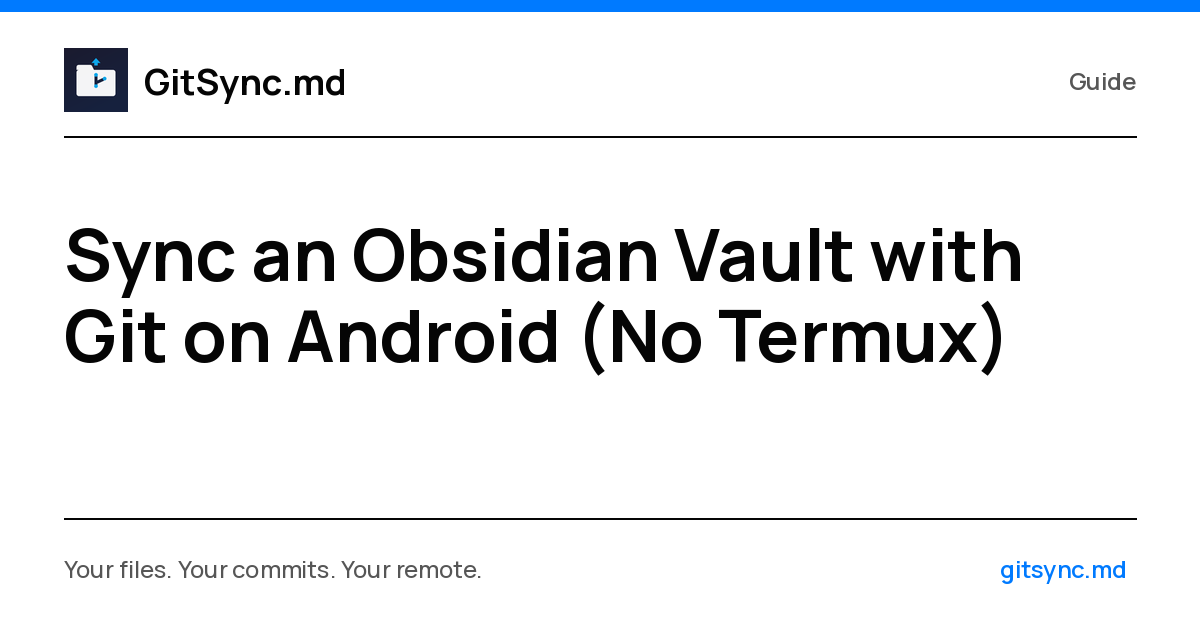 GitSync.md
Guide
Sync an Obsidian Vault with
Git on Android (No Termux)
Your files. Your commits. Your remote.
gitsync.md